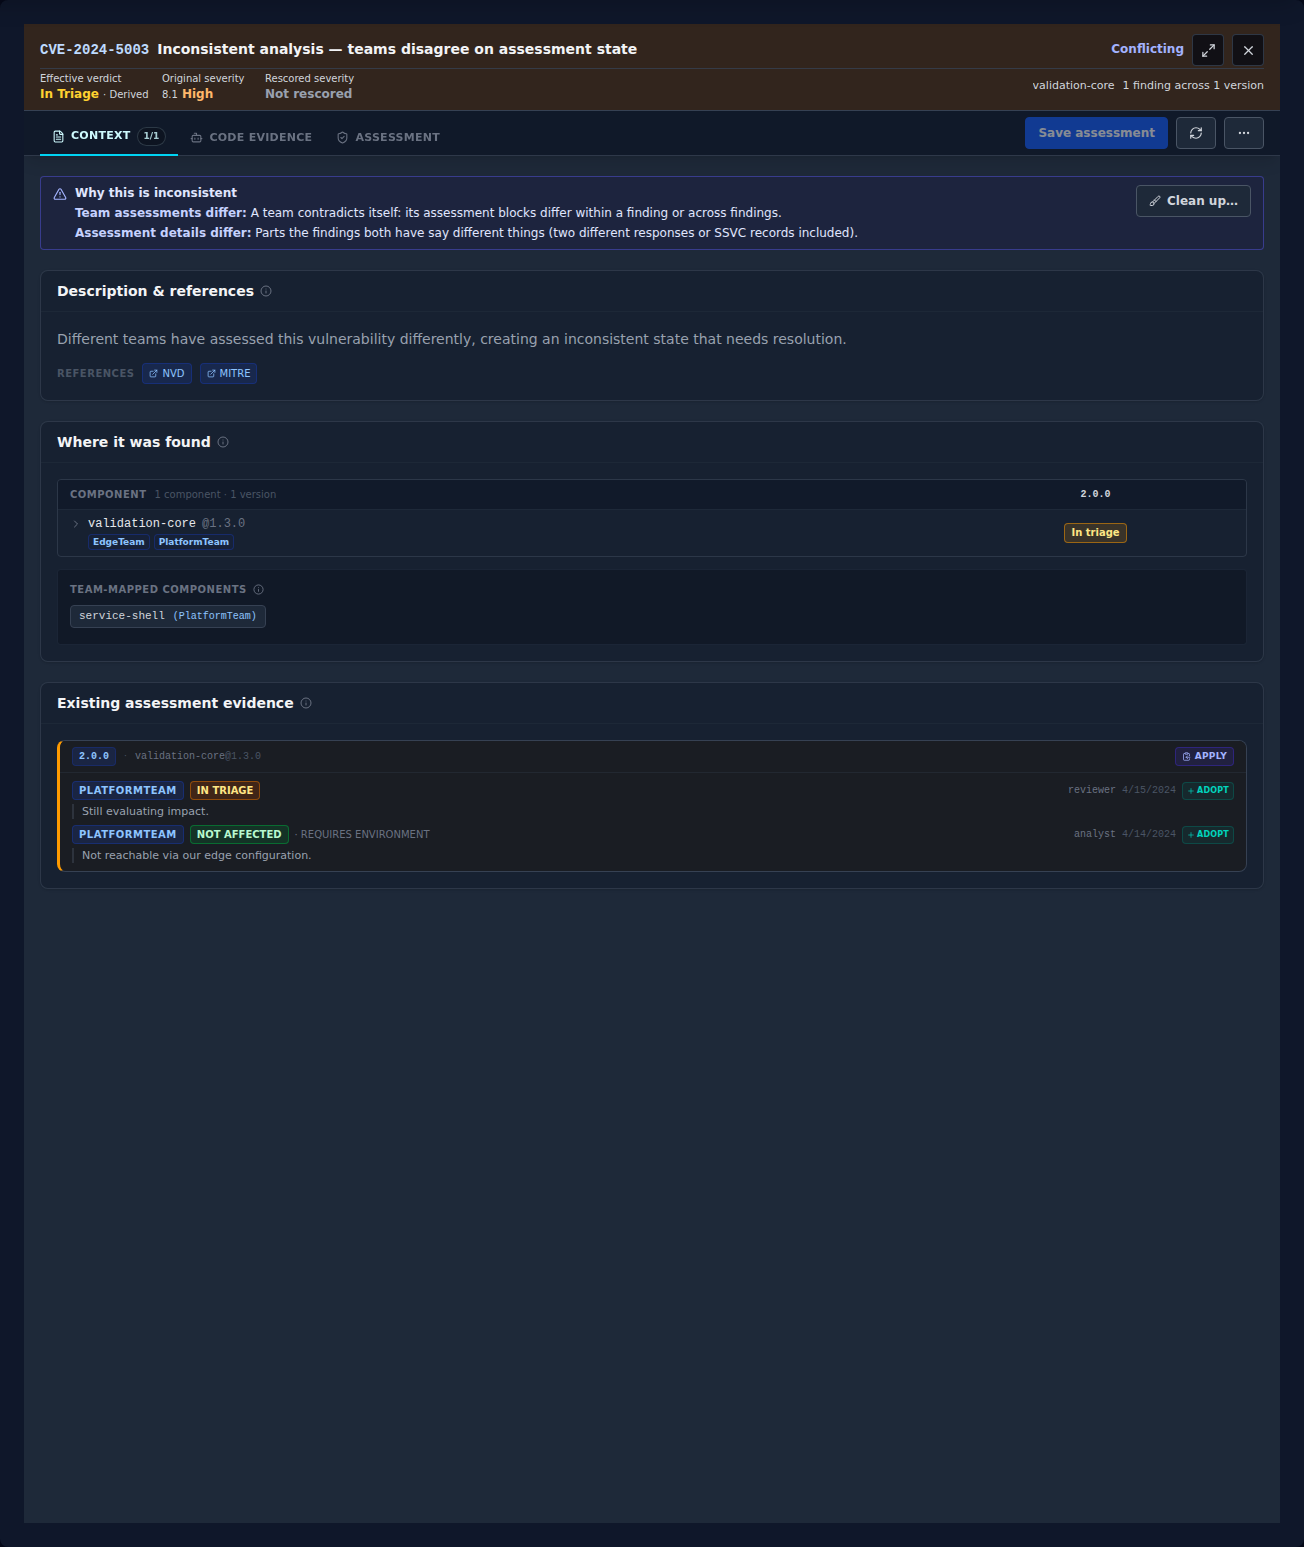 CVE-2024-5003 Inconsistent analysis — teams disagree on assessment state
Conflicting
Effective verdict
In Triage · Derived
Original severity
8.1 High
Rescored severity
Not rescored
validation-core 1 finding across 1 version
CONTEXT 1/1
CODE EVIDENCE
ASSESSMENT
Save assessment
Why this is inconsistent
Team assessments differ: A team contradicts itself: its assessment blocks differ within a finding or across findings.
Assessment details differ: Parts the findings both have say different things (two different responses or SSVC records included).
Clean up...
Description & references
Different teams have assessed this vulnerability differently, creating an inconsistent state that needs resolution.
REFERENCES NVD MITRE
Where it was found
COMPONENT 1 component · 1 version 2.0.0
validation-core @1.3.0
EdgeTeam PlatformTeam
In triage
TEAM-MAPPED COMPONENTS
service-shell (PlatformTeam)
Existing assessment evidence
2.0.0 · validation-core@1.3.0 APPLY
PLATFORMTEAM IN TRIAGE reviewer 4/15/2024 + ADOPT
Still evaluating impact.
PLATFORMTEAM NOT AFFECTED · REQUIRES ENVIRONMENT analyst 4/14/2024 + ADOPT
Not reachable via our edge configuration.